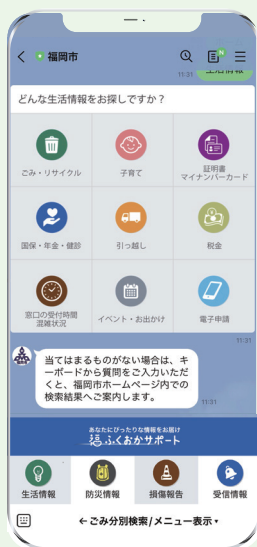 福岡市
N
11:31
生活情報
どんな生活情報をお探しですか？
ごみ・リサイクル
子育て
証明書
マイナンバーカード
国保・年金・健診
引っ越し
税金
窓口の受付時間
混雑状況
イベント・お出かけ
電子申請
11:31
当てはまるものがない場合は、キ
ーボードから質問をご入力いただ
くと、福岡市ホームページ内での
検索結果へご案内します。
11:31
あなたにぴったりな情報をお届け
ふくおかサポート
生活情報
防災情報
損傷報告
受信情報
←ごみ分別検索/メニュー表示▾